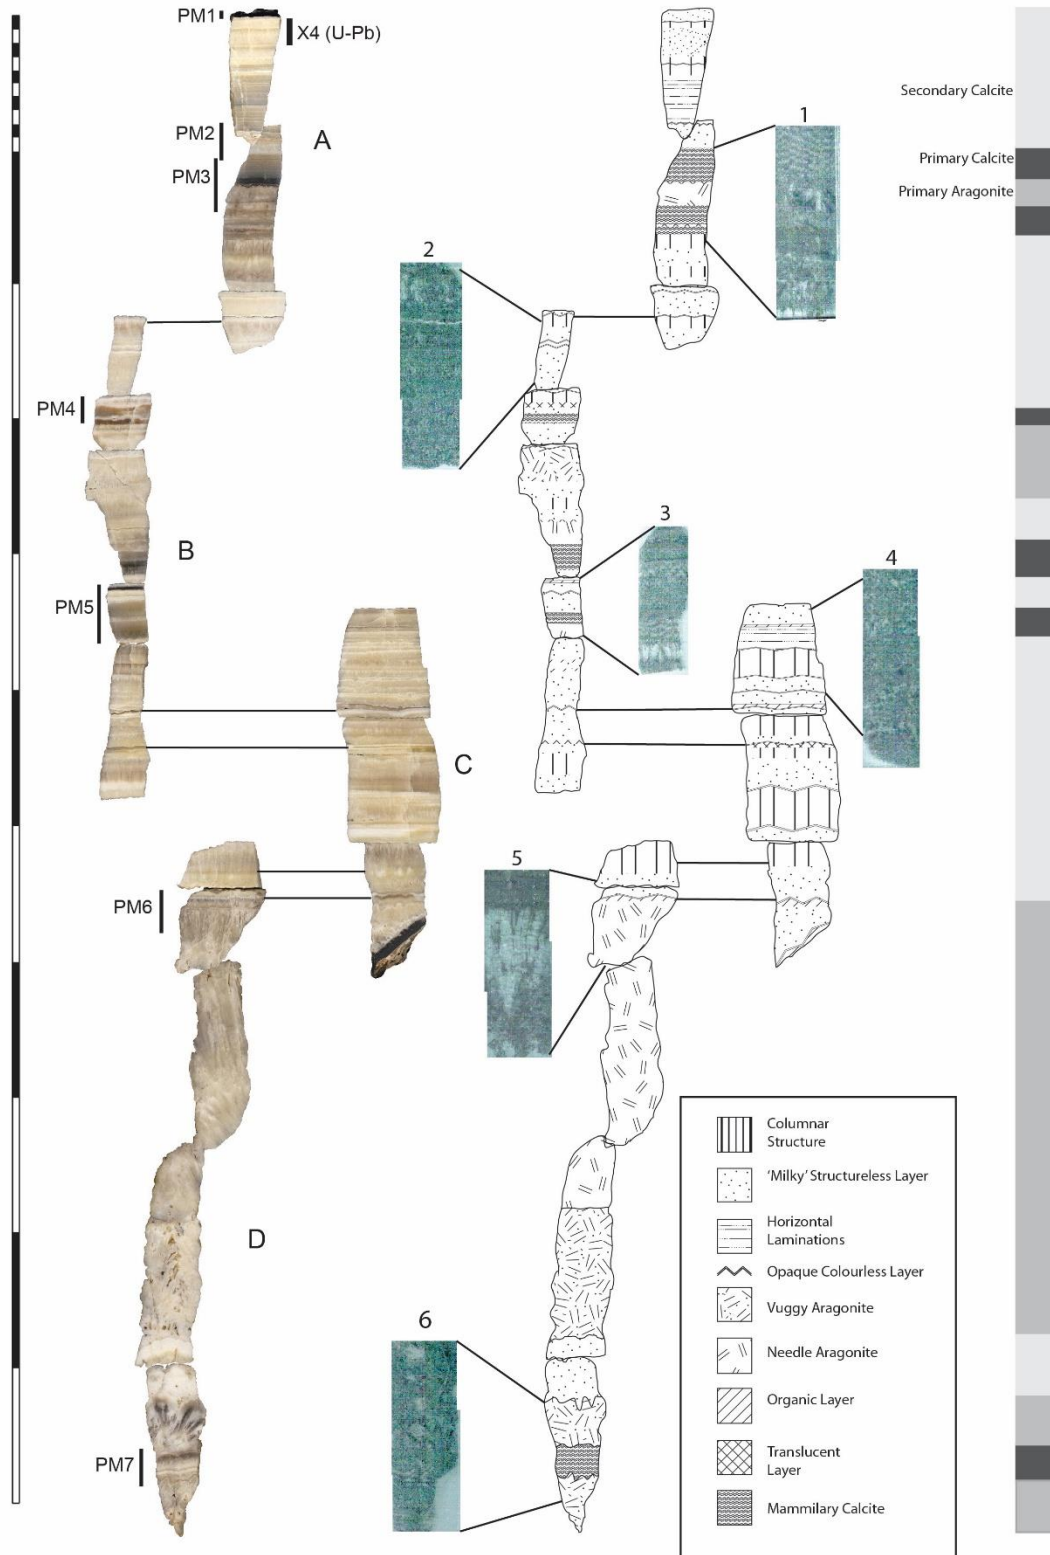 PM1
X4 (U-Pb)
PM2
A
PM3
PM4
B
PM5
C
PM6
D
PM7
1
2
3
4
5
6
Secondary Calcite
Primary Calcite
Primary Aragonite
Columnar
Structure
'Milky' Structureless Layer
Horizontal
Laminations
Opaque Colourless Layer
Vuggy Aragonite
Needle Aragonite
Organic Layer
Translucent
Layer
Mammilary Calcite